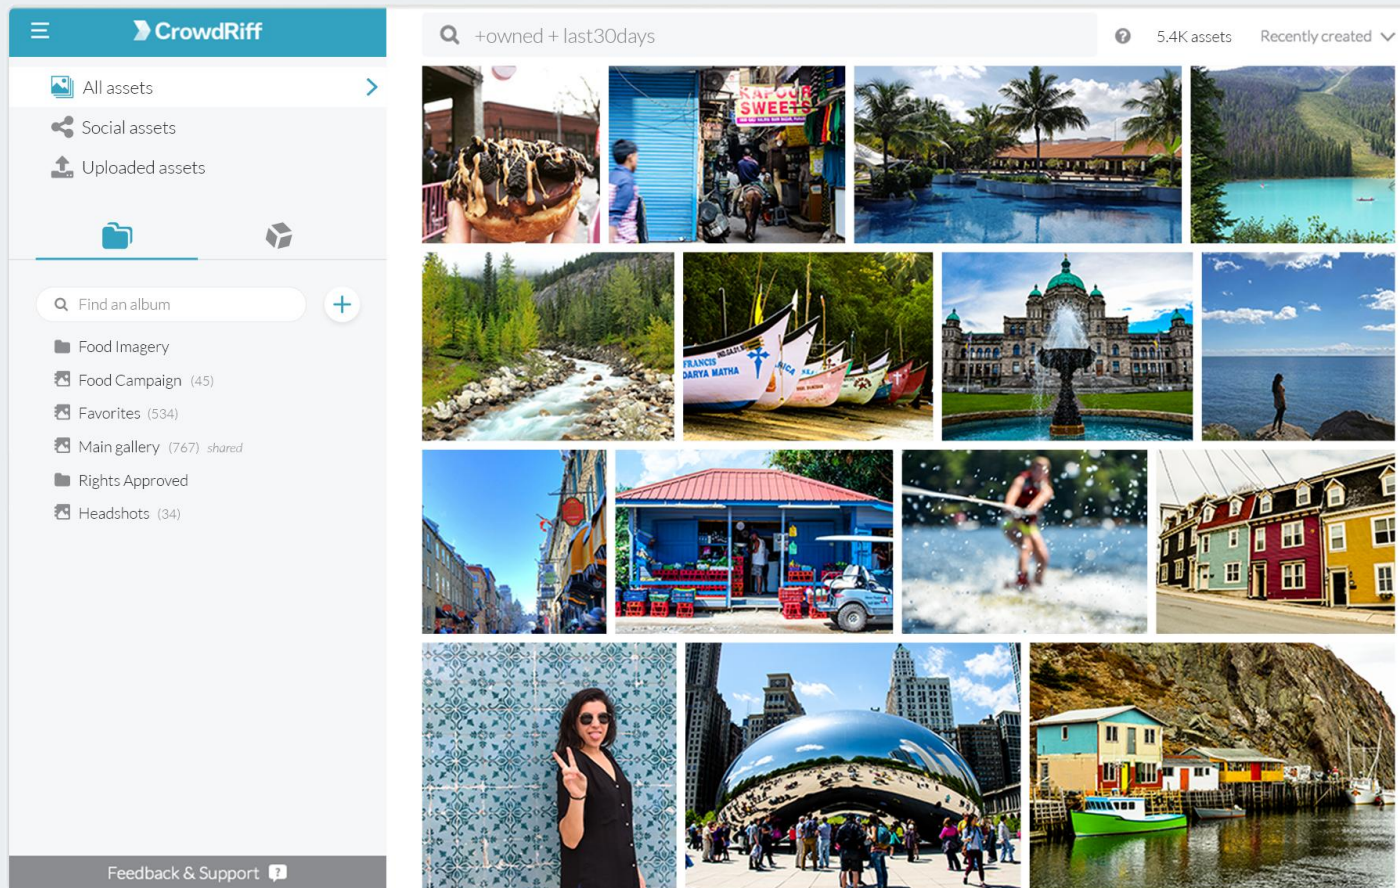 CrowdRiff
+owned + last30days
5.4K assets
Recently created
All assets
Social assets
Uploaded assets
Find an album
Food Imagery
Food Campaign (45)
Favorites (534)
Main gallery (767) shared
Rights Approved
Headshots (34)
Feedback & Support
KAPOOR
SWEETS
FRANCIS
DARYA MATHA